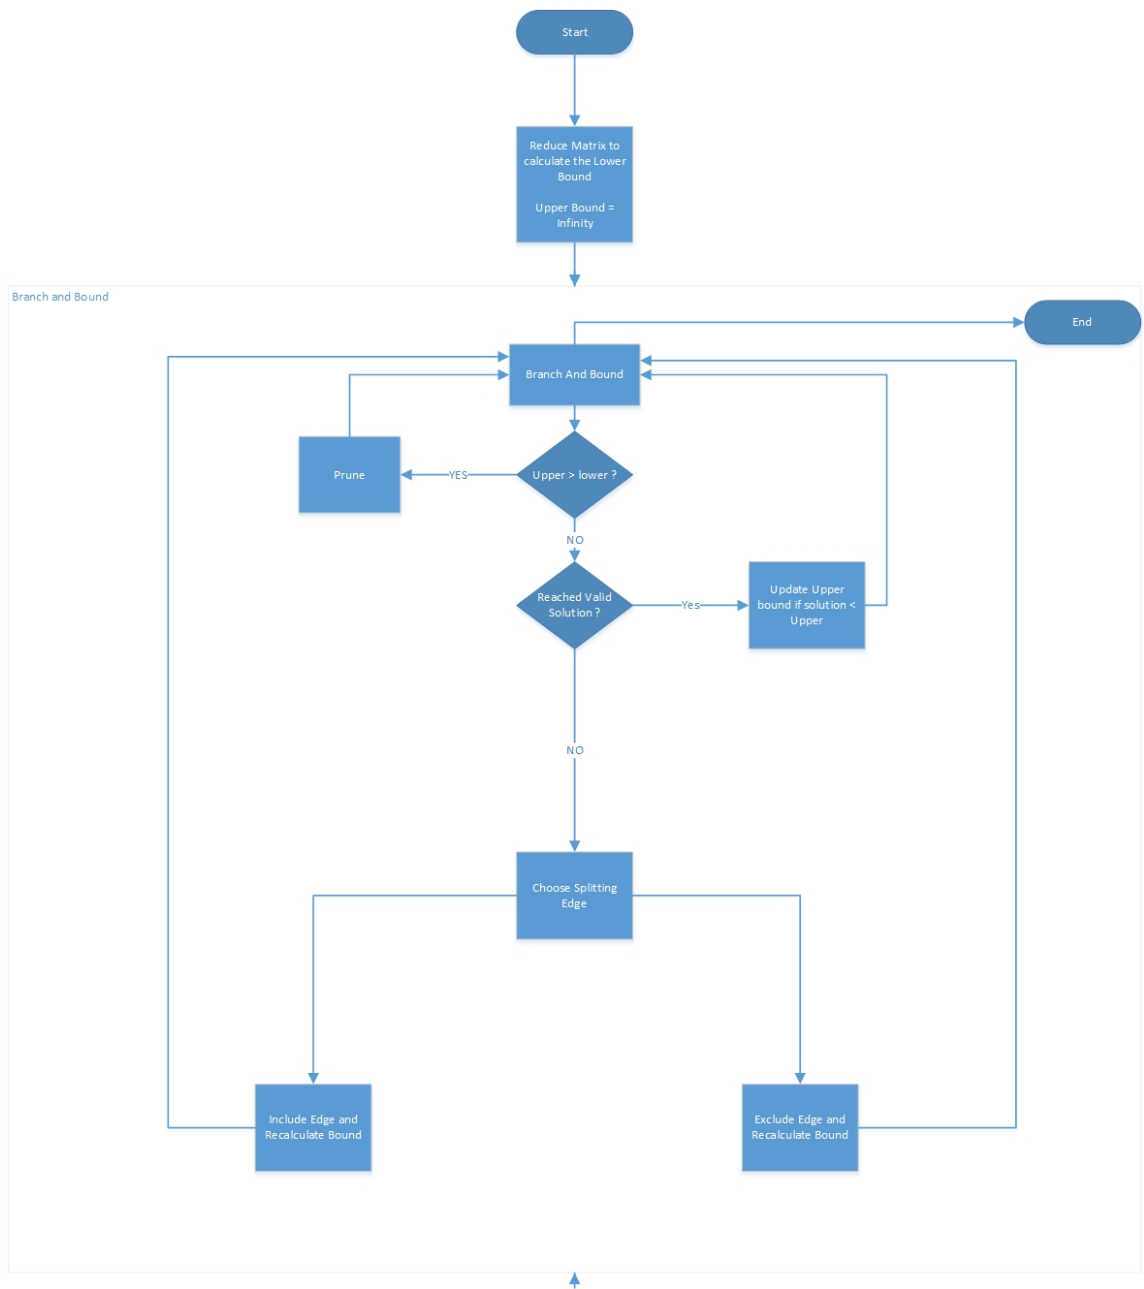 Start
Reduce Matrix to
calculate the Lower
Bound
Upper Bound =
Infinity
Branch and Bound
End
Branch And Bound
Prune
YES
Upper > lower ?
NO
Reached Valid
Solution ?
Yes
Update Upper
bound if solution <
Upper
NO
Choose Splitting
Edge
Include Edge and
Recalculate Bound
Exclude Edge and
Recalculate Bound